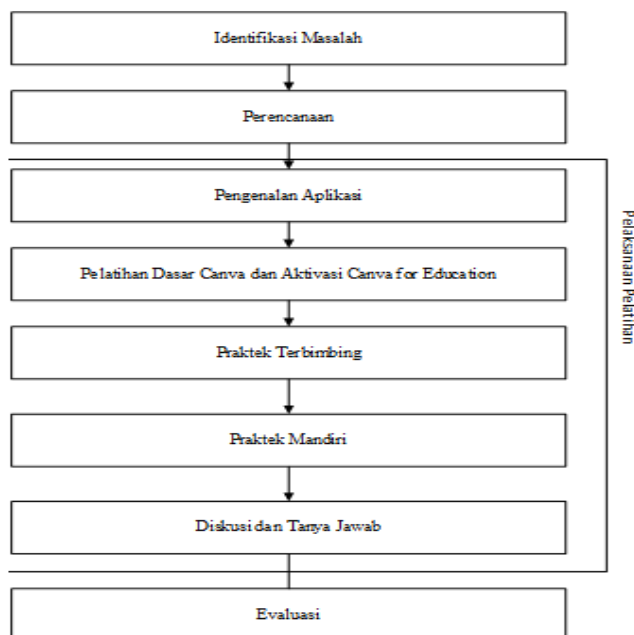 Identifikasi Masalah
Perencanaan
Pengenalan Aplikasi
Pelatihan Dasar Canva dan Aktivasi Canva for Education
Praktek Terbimbing
Praktek Mandiri
Diskusi dan Tanya Jawab
Evaluasi
Pelaksanaan Pelatihan